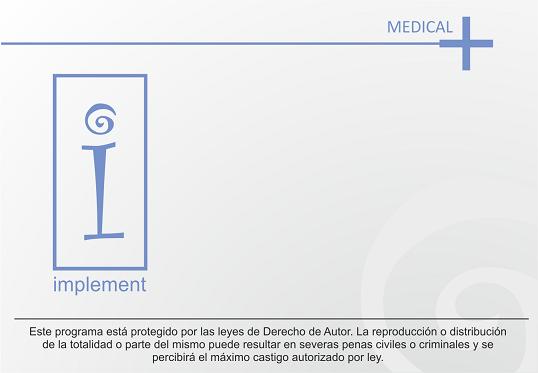 MEDICAL
implement
Este programa está protegido por las leyes de Derecho de Autor. La reproducción o distribución
de la totalidad o parte del mismo puede resultar en severas penas civiles o criminales y se
percibirá el máximo castigo autorizado por ley.